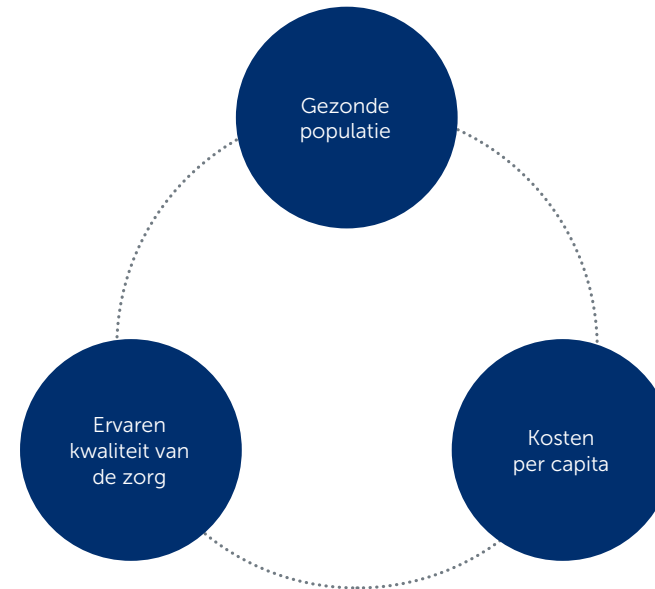 Gezonde
populatie
Ervaren
kwaliteit van
de zorg
Kosten
per capita